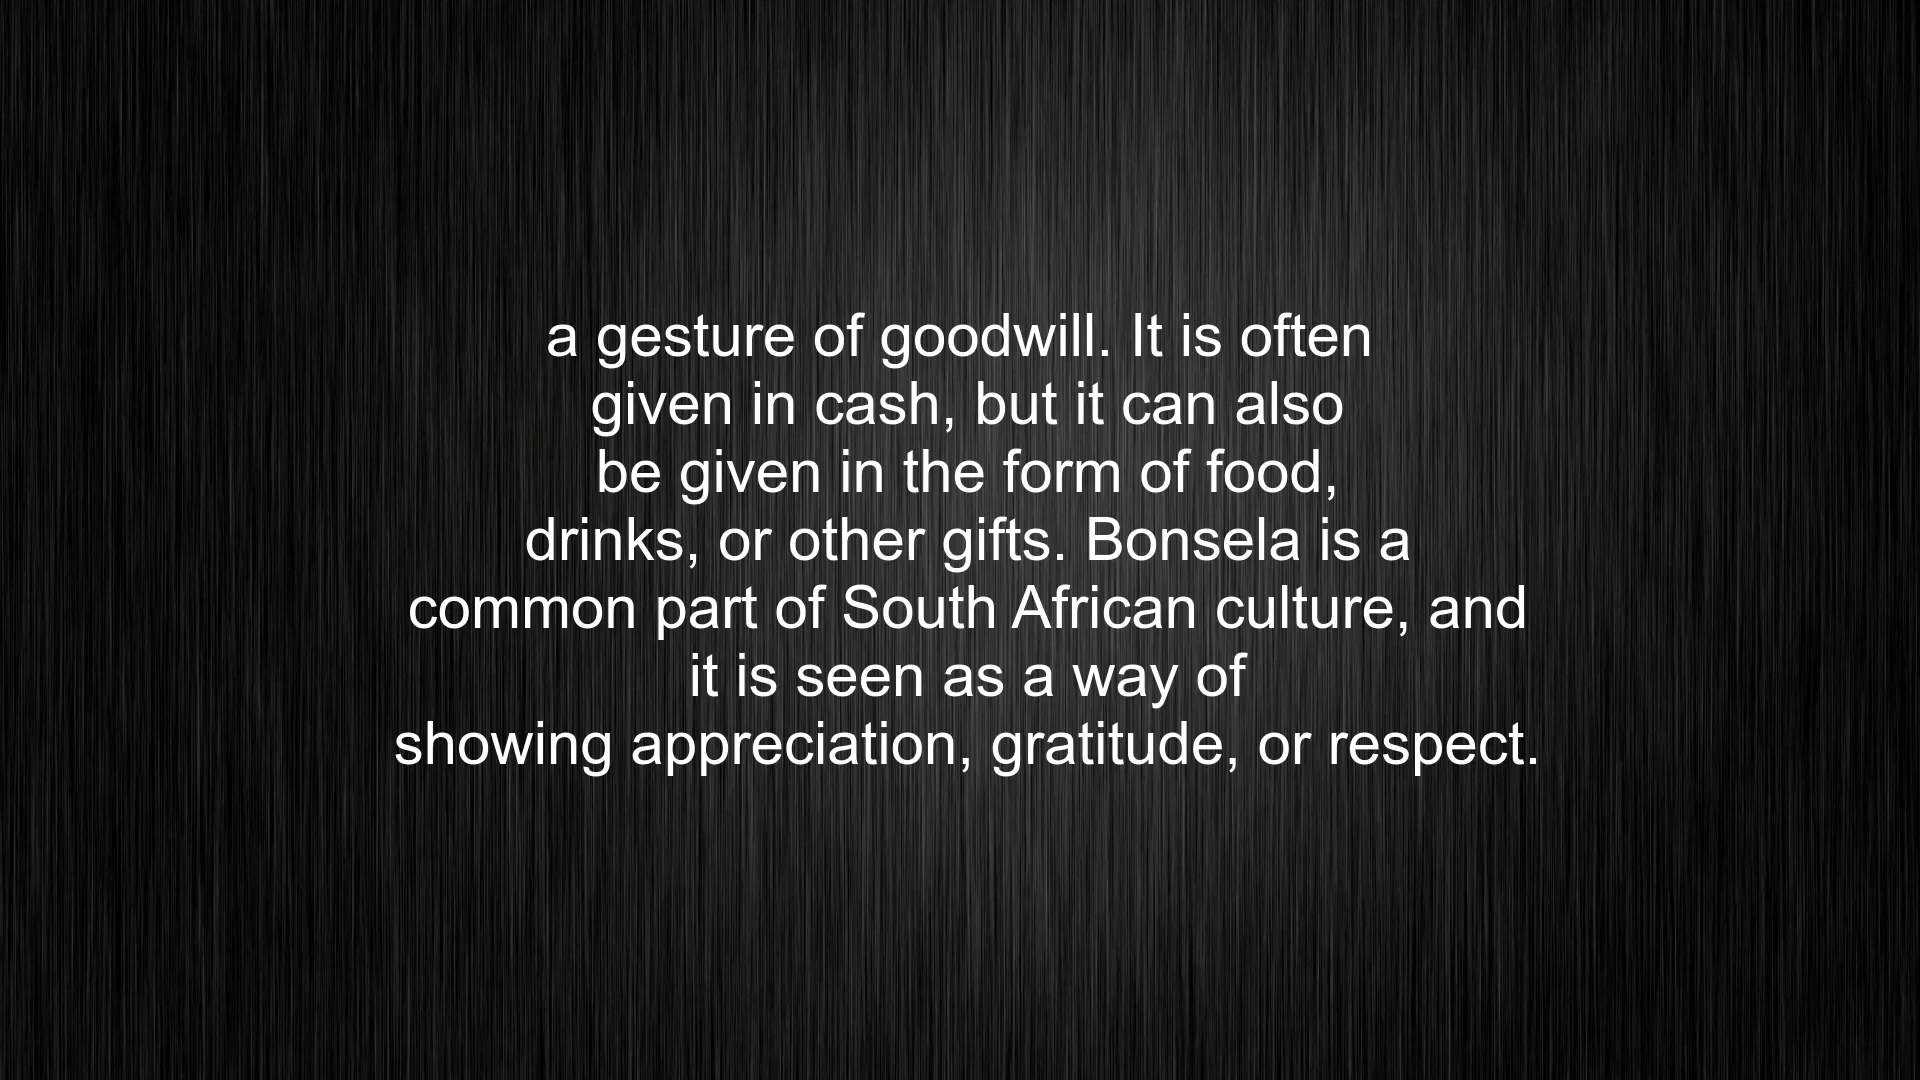 a gesture of goodwill. It is often
given in cash, but it can also
be given in the form of food,
drinks, or other gifts. Bonsela is a
common part of South African culture, and
it is seen as a way of
showing appreciation, gratitude, or respect.